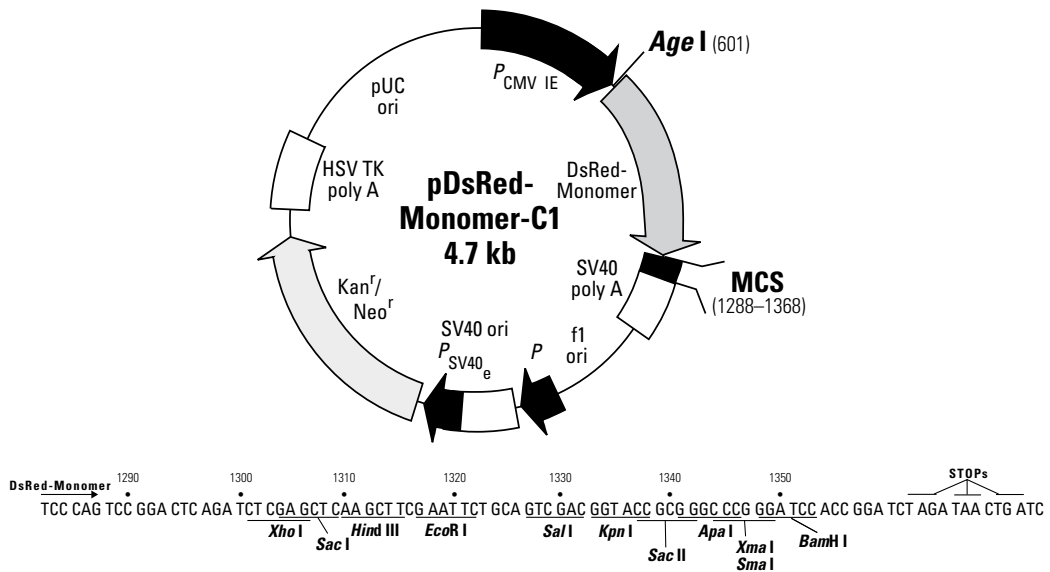 P CMV IE
Age I (601)
pUC
ori
HSV TK
poly A
pDsRed-
Monomer-C1
4.7 kb
DsRed-
Monomer
SV40
poly A
MCS
(1288–1368)
Kanr/
Neor
SV40 ori
P SV40e
P
f1
ori
1290 1300 1310 1320 1330 1340 1350
DsRed-Monomer
STOPs
TCC CAG TCC GGA CTC AGA TCT CGA GCT CAA GCT TCG AAT TCT GCA GTC GAC GGT ACC GCG GGC CCG GGA TCC ACC GGA TCT AGA TAA CTG ATC
Xho I
Sac I
Hind III
EcoR I
Sal I
Kpn I
Sac II
Apa I
Xma I
Sma I
BamH I